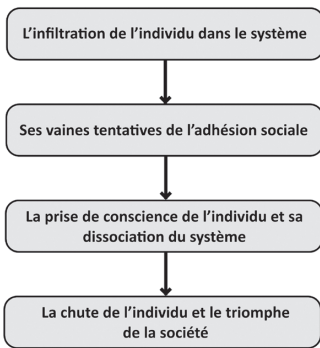 L'infiltration de l'individu dans le système
Ses vaines tentatives de l'adhésion sociale
La prise de conscience de l'individu et sa
dissociation du système
La chute de l'individu et le triomphe
de la société